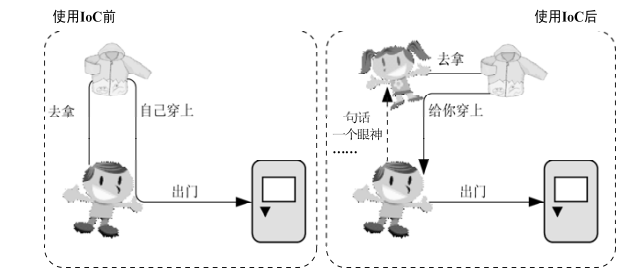 使用IoC前
去拿
自己穿上
出门
使用IoC后
去拿
给你穿上
一句话
一个眼神
……
出门